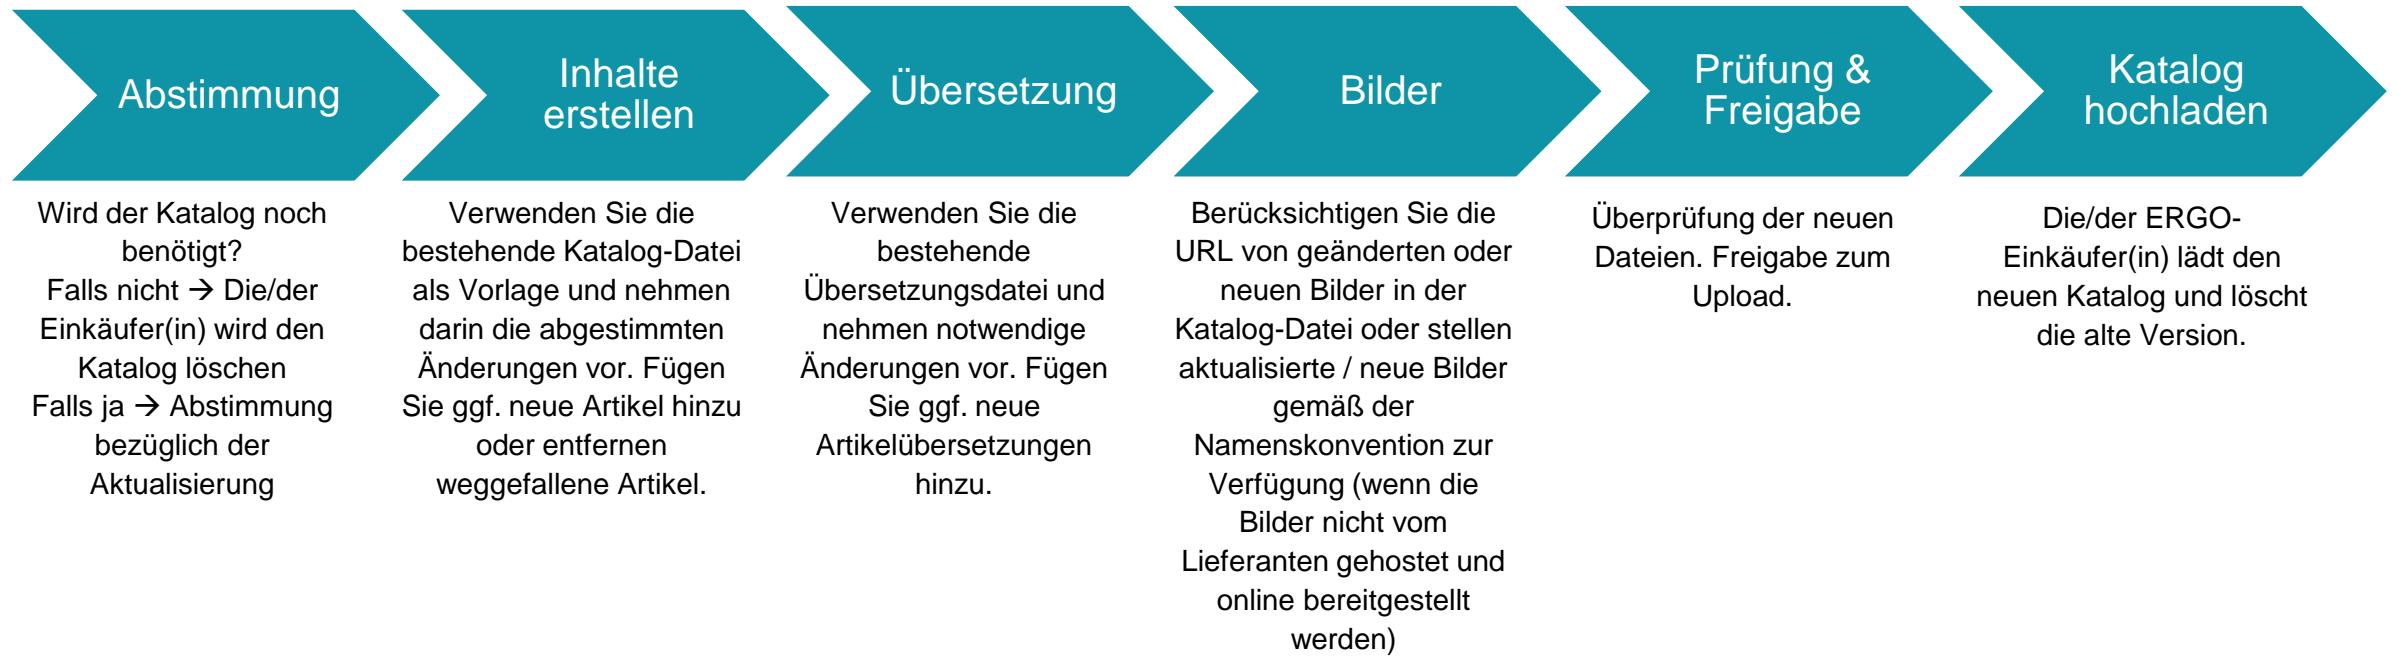 Abstimmung
Wird der Katalog noch
benötigt?
Falls nicht → Die/der
Einkäufer(in) wird den
Katalog löschen
Falls ja → Abstimmung
bezüglich der
Aktualisierung
Inhalte
erstellen
Verwenden Sie die
bestehende Katalog-Datei
als Vorlage und nehmen
darin die abgestimmten
Änderungen vor. Fügen
Sie ggf. neue Artikel hinzu
oder entfernen
weggefallene Artikel.
Übersetzung
Verwenden Sie die
bestehende
Übersetzungsdatei und
nehmen notwendige
Änderungen vor. Fügen
Sie ggf. neue
Artikelübersetzungen
hinzu.
Bilder
Berücksichtigen Sie die
URL von geänderten oder
neuen Bilder in der
Katalog-Datei oder stellen
aktualisierte / neue Bilder
gemäß der
Namenskonvention zur
Verfügung (wenn die
Bilder nicht vom
Lieferanten gehostet und
online bereitgestellt
werden)
Prüfung &
Freigabe
Überprüfung der neuen
Dateien. Freigabe zum
Upload.
Katalog
hochladen
Die/der ERGO-
Einkäufer(in) lädt den
neuen Katalog und löscht
die alte Version.